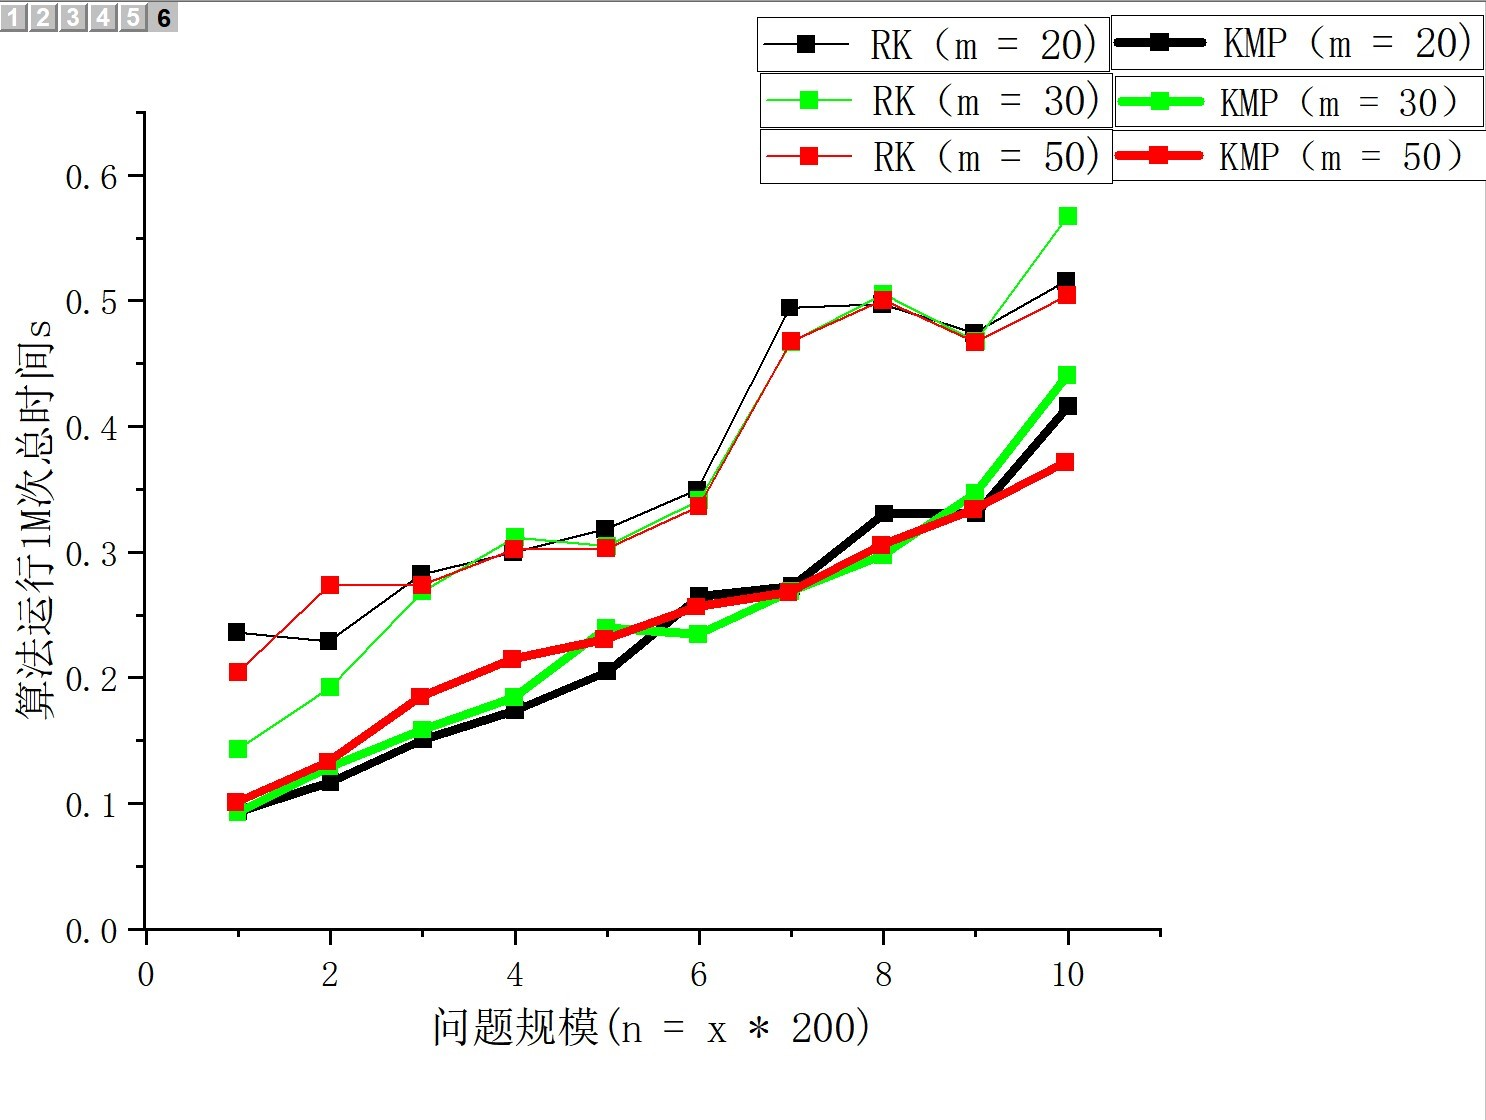 1 2 3 4 5 6
RK (m = 20)
KMP (m = 20)
RK (m = 30)
KMP (m = 30)
RK (m = 50)
KMP (m = 50)
0.6
0.5
0.4
0.3
0.2
0.1
0.0
算法运行1M次总时间s
0 2 4 6 8 10
问题规模(n = x * 200)